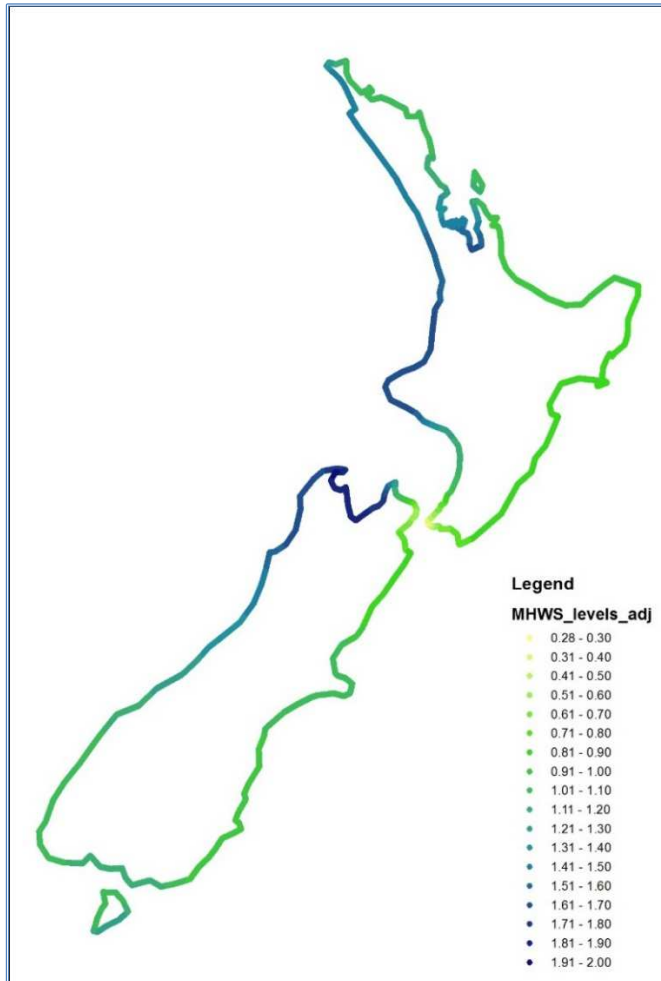 Legend
MHWS_levels_adj
0.28 - 0.30
0.31 - 0.40
0.41 - 0.50
0.51 - 0.60
0.61 - 0.70
0.71 - 0.80
0.81 - 0.90
0.91 - 1.00
1.01 - 1.10
1.11 - 1.20
1.21 - 1.30
1.31 - 1.40
1.41 - 1.50
1.51 - 1.60
1.61 - 1.70
1.71 - 1.80
1.81 - 1.90
1.91 - 2.00